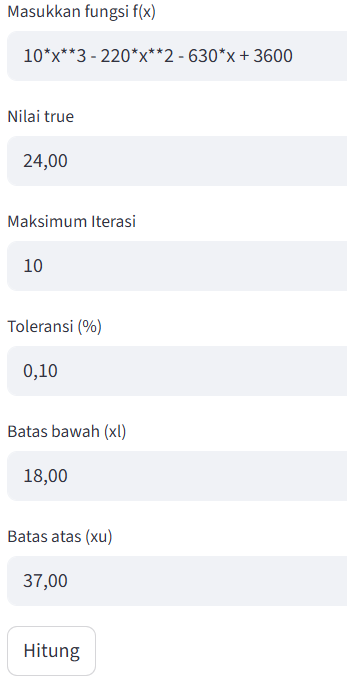 Masukkan fungsi f(x)
10*x**3 - 220*x**2 - 630*x + 3600
Nilai true
24,00
Maksimum Iterasi
10
Toleransi (%)
0,10
Batas bawah (xl)
18,00
Batas atas (xu)
37,00
Hitung